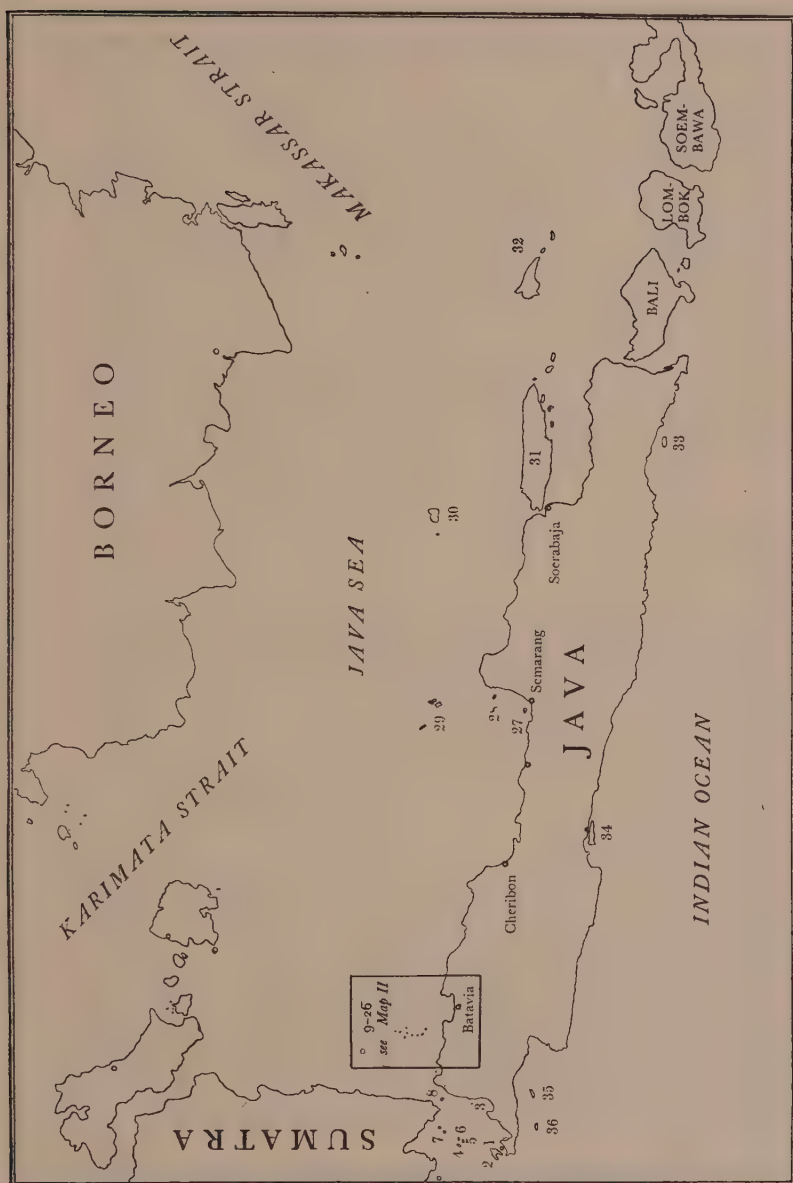 MAKASSAR STRAIT
BORNEO
SOEM-
BAWA
LOM-
BOK
BALI
32
31
30
33
JAVA SEA
Soerabaja
Semarang
29
27
JAVA
KARIMATA STRAIT
34
Cheribon
INDIAN OCEAN
9-26
see Map II
Batavia
SUMATRA
8
7
3
6
4
5
1
2
35
36